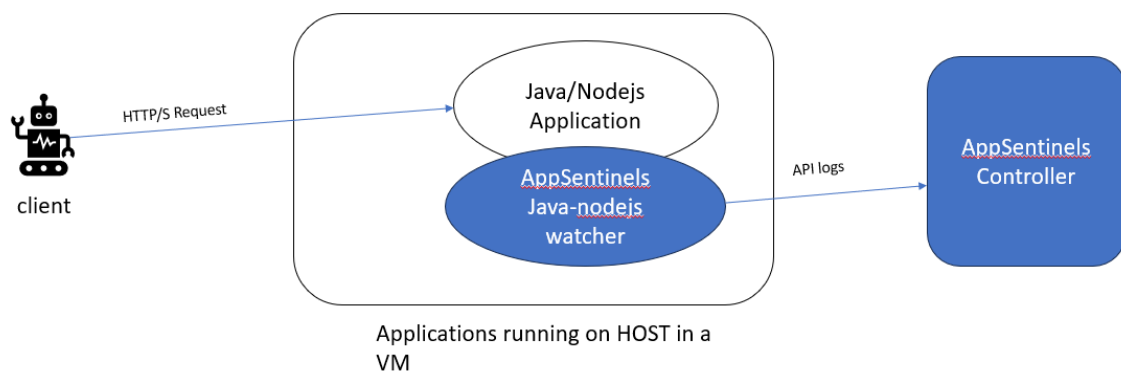 HTTP/S Request
client
Java/Nodejs
Application
AppSentinels
Java-nodejs
watcher
API logs
AppSentinels
Controller
Applications running on HOST in a
VM